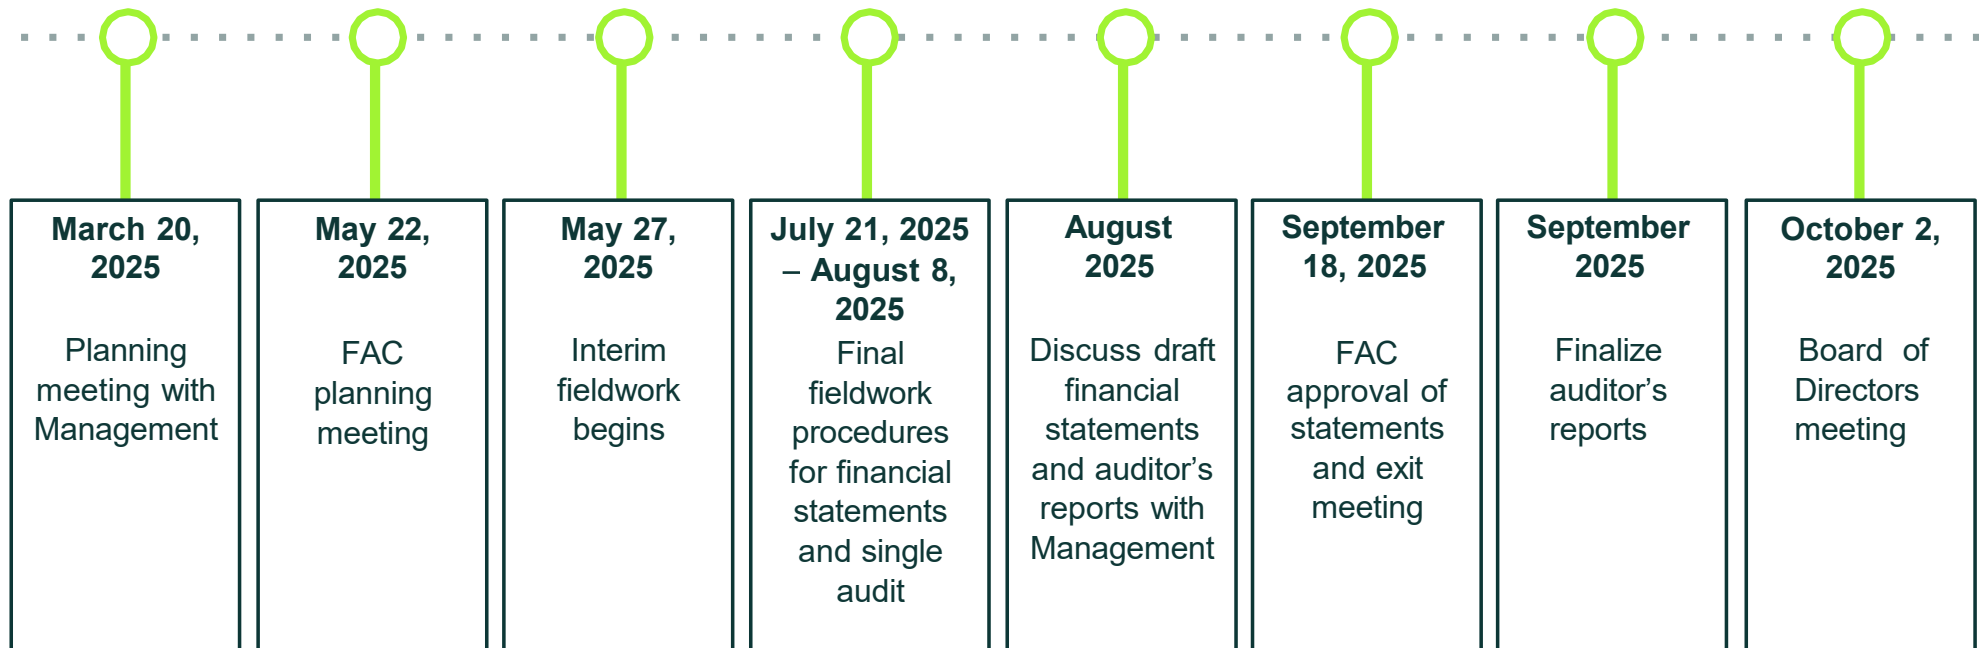 March 20,
2025
Planning
meeting with
Management
May 22,
2025
FAC
planning
meeting
May 27,
2025
Interim
fieldwork
begins
July 21, 2025
– August 8,
2025
Final
fieldwork
procedures
for financial
statements
and single
audit
August
2025
Discuss draft
financial
statements
and auditor’s
reports with
Management
September
18, 2025
FAC
approval of
statements
and exit
meeting
September
2025
Finalize
auditor’s
reports
October 2,
2025
Board of
Directors
meeting